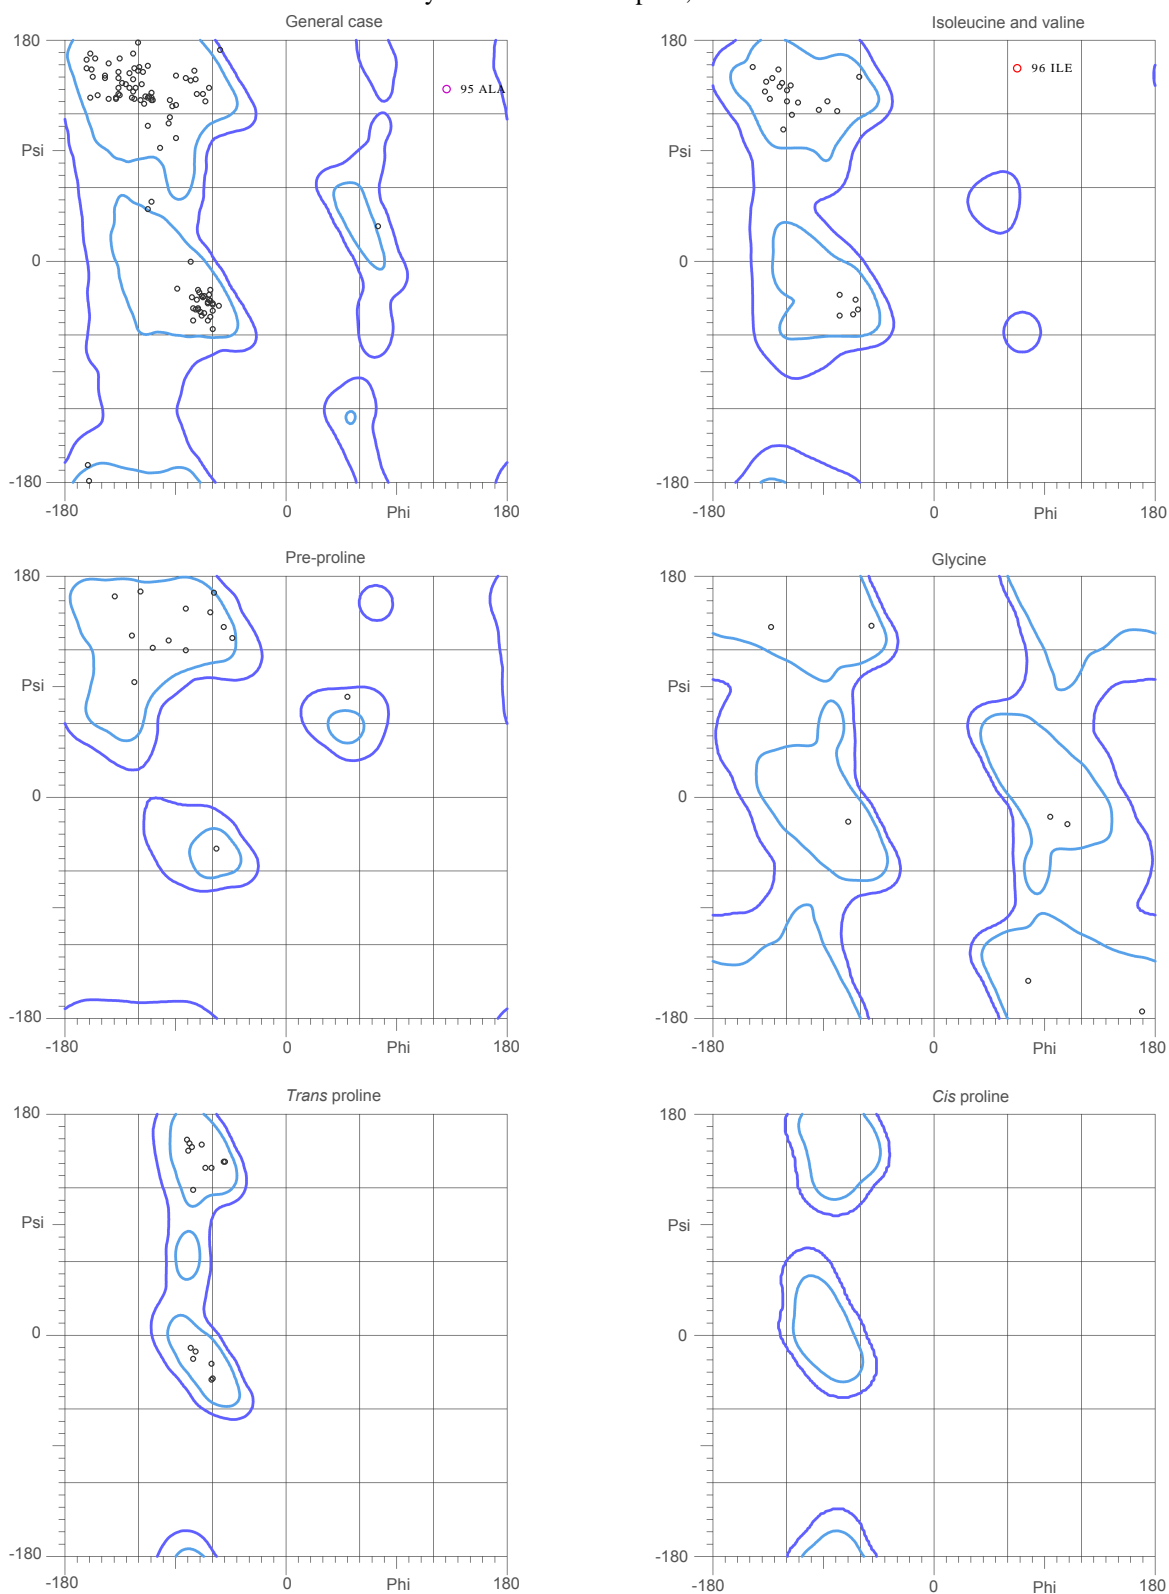 General case
Isoleucine and valine
180
Psi
0
-180
-180
0
Phi
180
95 ALA
180
Psi
0
-180
-180
0
Phi
180
96 ILE
Pre-proline
Glycine
180
Psi
0
-180
-180
0
Phi
180
180
Psi
0
-180
-180
0
Phi
180
Trans proline
Cis proline
180
Psi
0
-180
-180
0
Phi
180
180
Psi
0
-180
-180
0
Phi
180